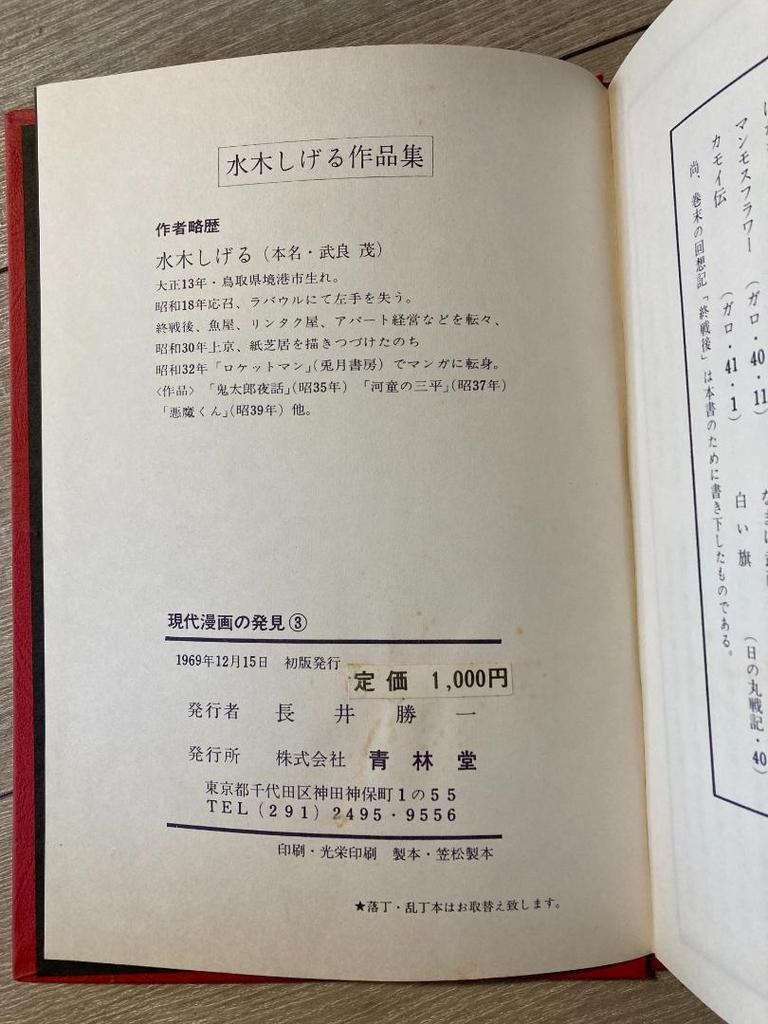 水木しげる作品集
作者略歴
水木しげる（本名・武良 茂）
大正13年・鳥取県境港市生れ。
昭和18年応召、ラバウルにて左手を失う。
終戦後、魚屋、リンタク屋、アパート経営などを転々、
昭和30年上京、紙芝居を描きつづけたのち
昭和32年「ロケットマン」（兎月書房）でマンガに転身。
〈作品〉「鬼太郎夜話」（昭35年）「河童の三平」（昭37年）
「悪魔くん」（昭39年）他。
現代漫画の発見③
1969年12月15日 初版発行
定価 1,000円
発行者 長井勝一
発行所 株式会社 青林堂
東京都千代田区神田神保町1の55
TEL（291）2495・9556
印刷・光栄印刷 製本・笠松製本
★落丁・乱丁本はお取替え致します。
マンモスフラワー（ガロ・40・11）
カモイ伝（ガロ・41・1）
白い旗（日の丸戦記・40
尚、巻末の回想記「終戦後」は本書のために書き下したものである。